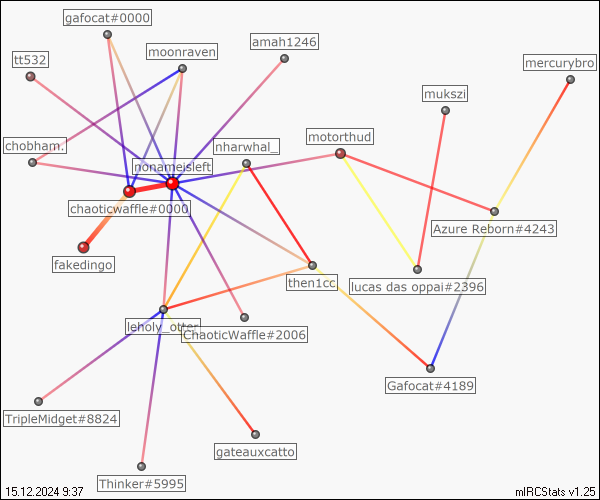 gafocat#0000
moonraven
amah1246
tt532
mercurybro
mukszi
motorthud
chobham.
nharwhal_
nonameisleft
chaoticwaffle#0000
Azure Reborn#4243
fakedingo
then1cc
lucas das oppai#2396
leholy_otter
ChaoticWaffle#2006
Gafocat#4189
TripleMidget#8824
gateauxcatto
Thinker#5995
15.12.2024 9:37
mIRCStats v1.25